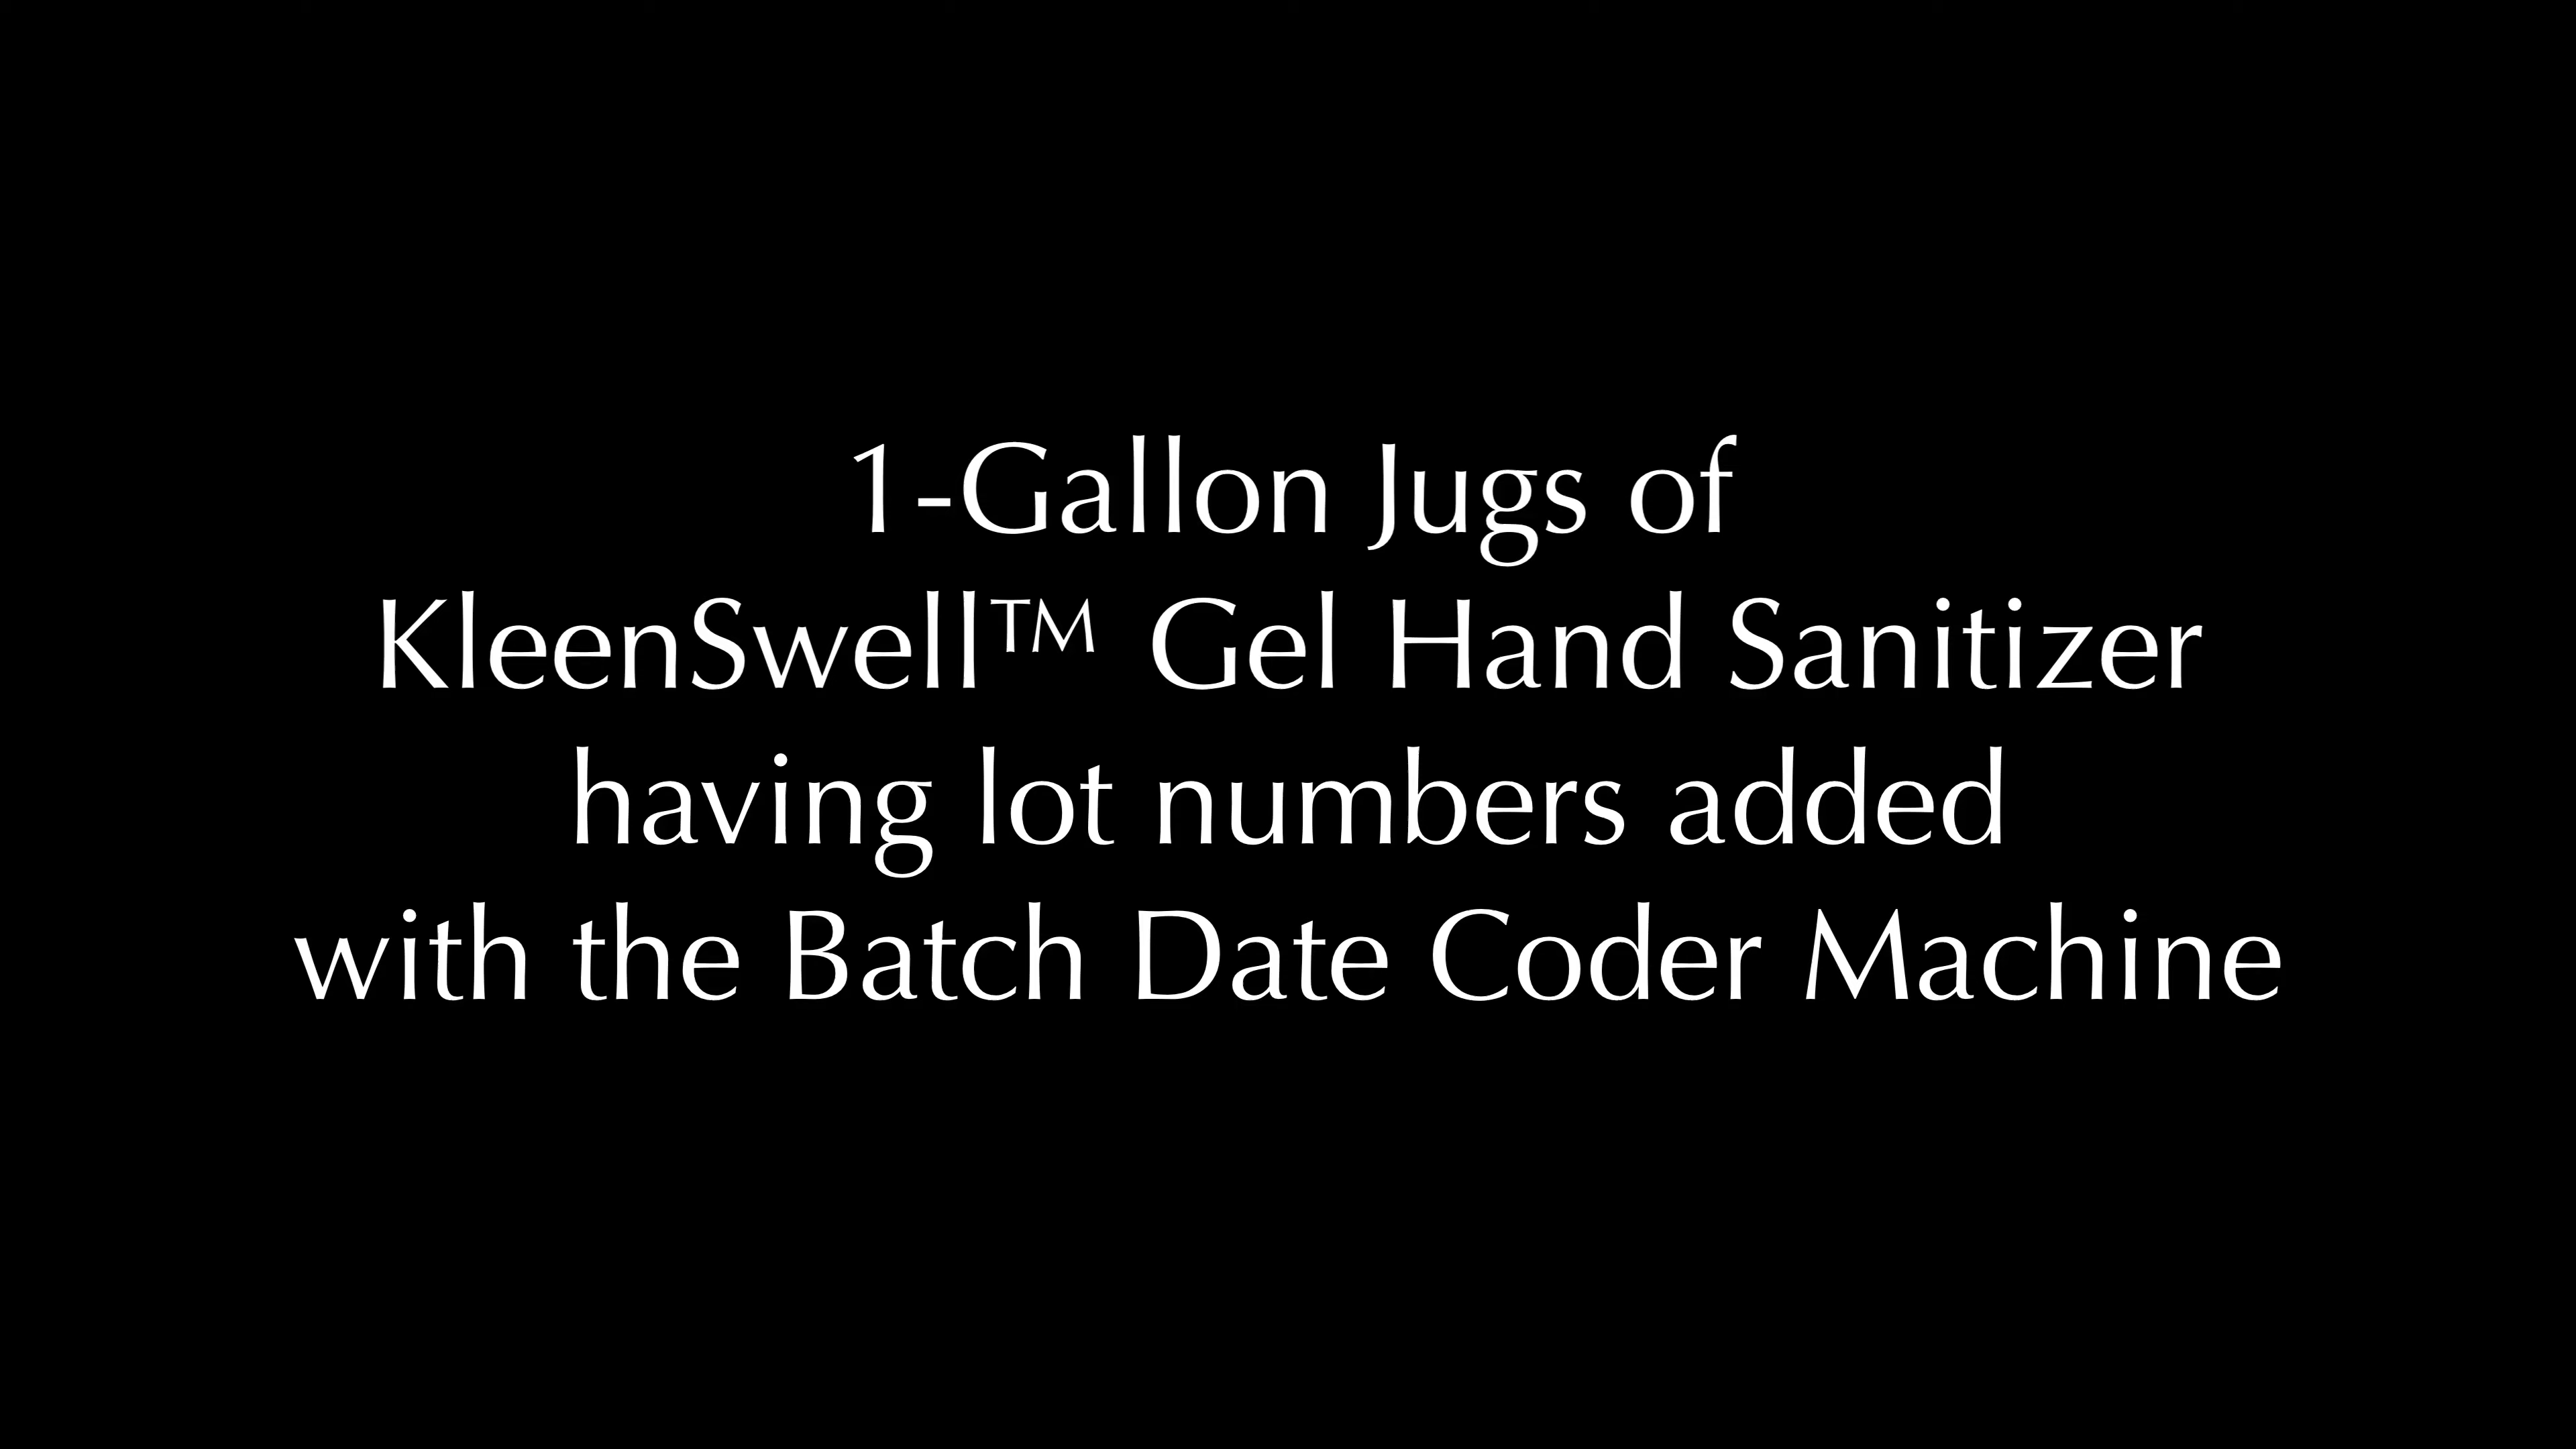 1-Gallon Jugs of
KleenSwell™ Gel Hand Sanitizer
having lot numbers added
with the Batch Date Coder Machine